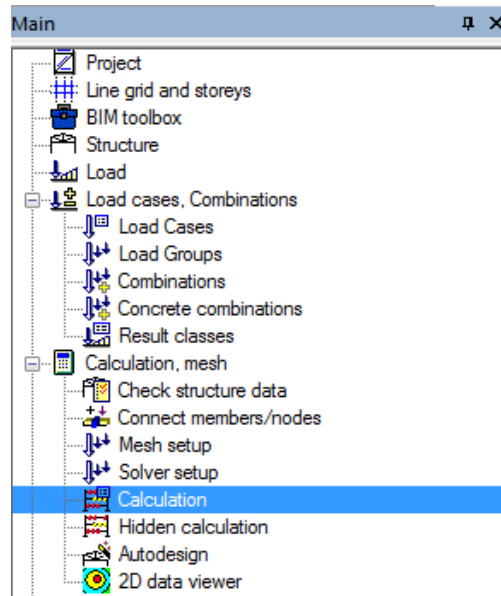 Main
Project
Line grid and storeys
BIM toolbox
Structure
Load
Load cases, Combinations
Load Cases
Load Groups
Combinations
Concrete combinations
Result classes
Calculation, mesh
Check structure data
Connect members/nodes
Mesh setup
Solver setup
Calculation
Hidden calculation
Autodesign
2D data viewer